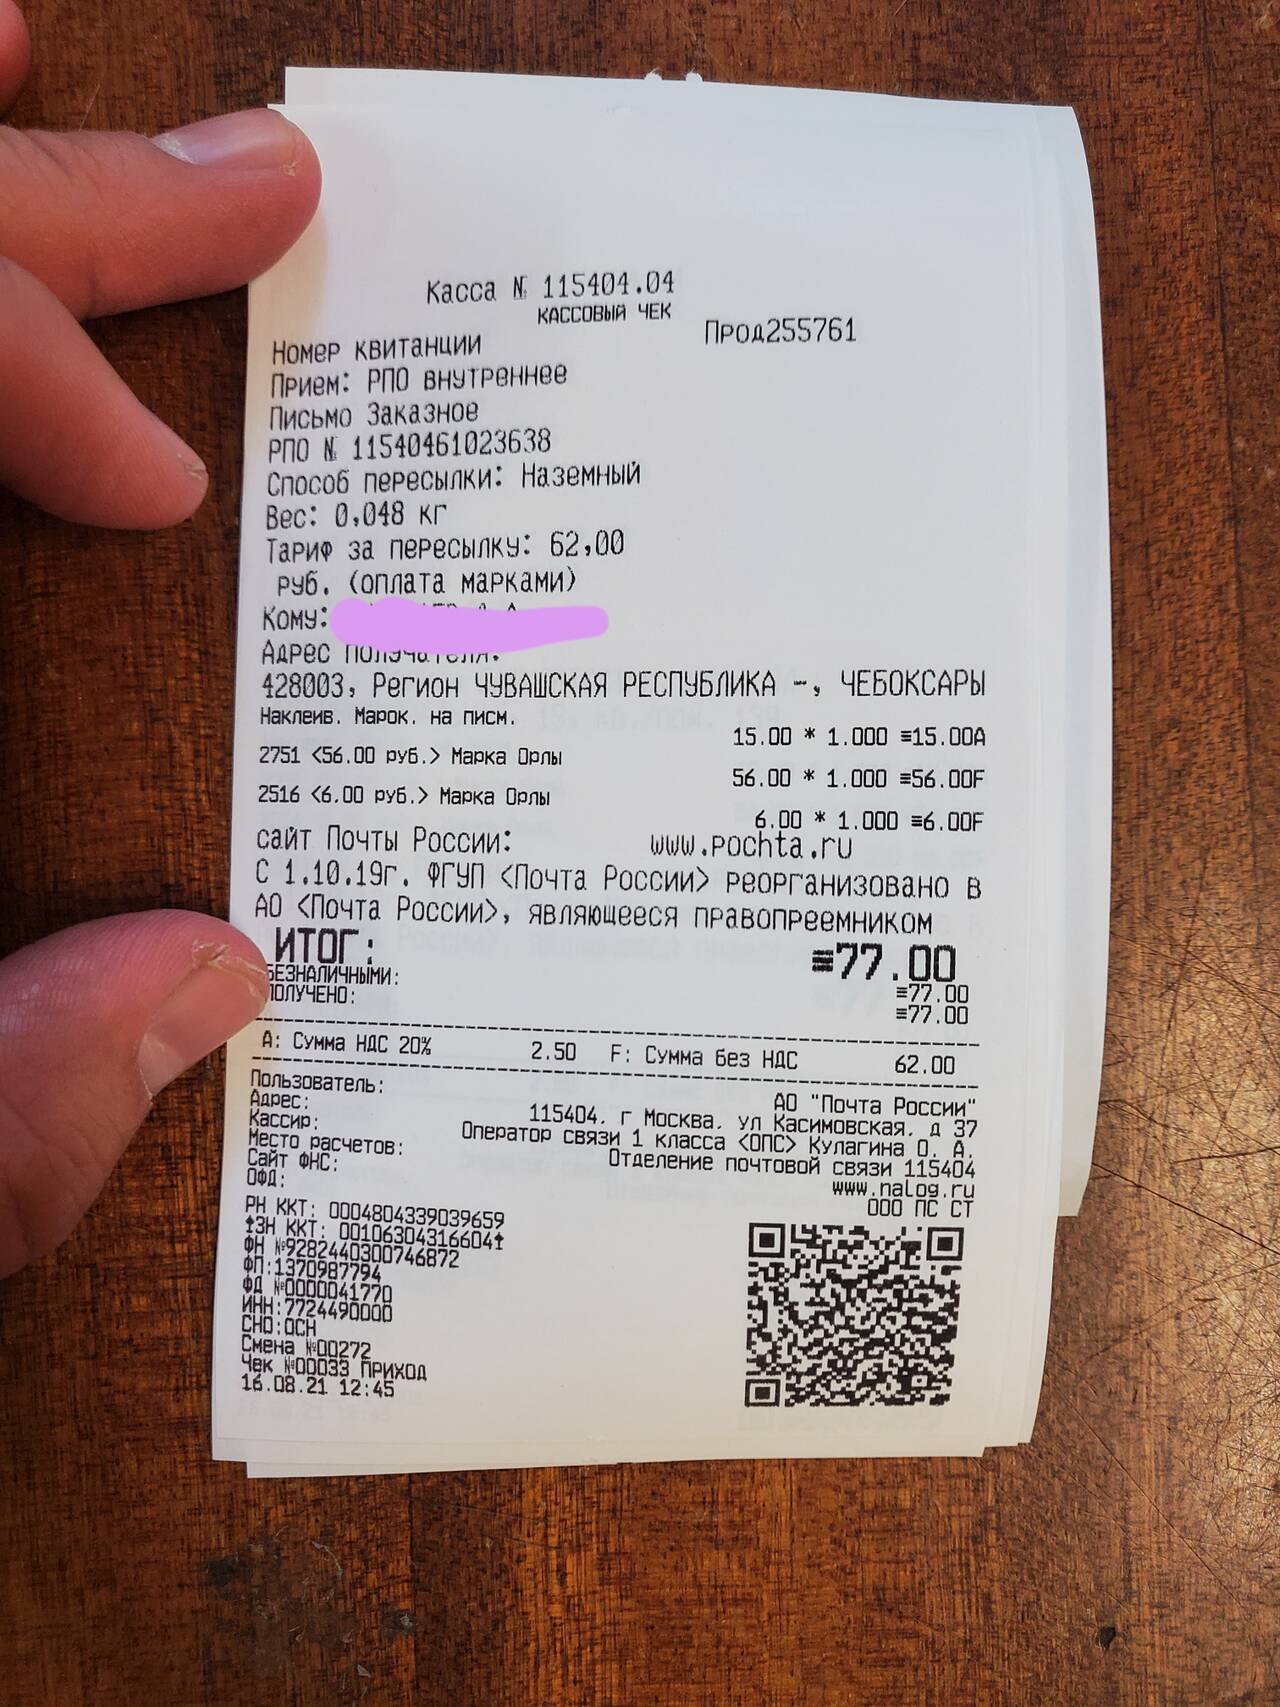 Касса № 115404.04
КАССОВЫЙ ЧЕК
Номер квитанции Прод255761
Прием: РПО внутреннее
Письмо Заказное
РПО № 11540461023638
Способ пересылки: Наземный
Вес: 0,048 кг
Тариф за пересылку: 62,00
руб. (оплата марками)
Кому:
Адрес получателя:
428003, Регион ЧУВАШСКАЯ РЕСПУБЛИКА -, ЧЕБОКСАРЫ
Наклеив. Марок. на писм.
15.00 * 1.000 ≡15.00А
2751 <56.00 руб.> Марка Орлы
56.00 * 1.000 ≡56.00F
2516 <6.00 руб.> Марка Орлы
6.00 * 1.000 ≡6.00F
сайт Почты России: www.pochta.ru
С 1.10.19г. ФГУП <Почта России> реорганизовано в
АО <Почта России>, являющееся правопреемником
ИТОГ: ≡77.00
БЕЗНАЛИЧНЫМИ: ≡77.00
ПОЛУЧЕНО: ≡77.00
А: Сумма НДС 20% 2.50 F: Сумма без НДС 62.00
Пользователь: АО "Почта России"
Адрес: 115404, г Москва, ул Касимовская, д 37
Кассир: Оператор связи 1 класса <ОПС> Кулагина О. А.
Место расчетов: Отделение почтовой связи 115404
Сайт ФНС: www.nalog.ru
ОФД: ООО ПС СТ
РН ККТ: 0004804339039659
ЗН ККТ: 00106304316604
ФН №9282440300746872
ФП:1370987794
ФД №0000041770
ИНН:7724490000
СНО:ОСН
Смена №00272
Чек №00033 ПРИХОД
16.08.21 12:45